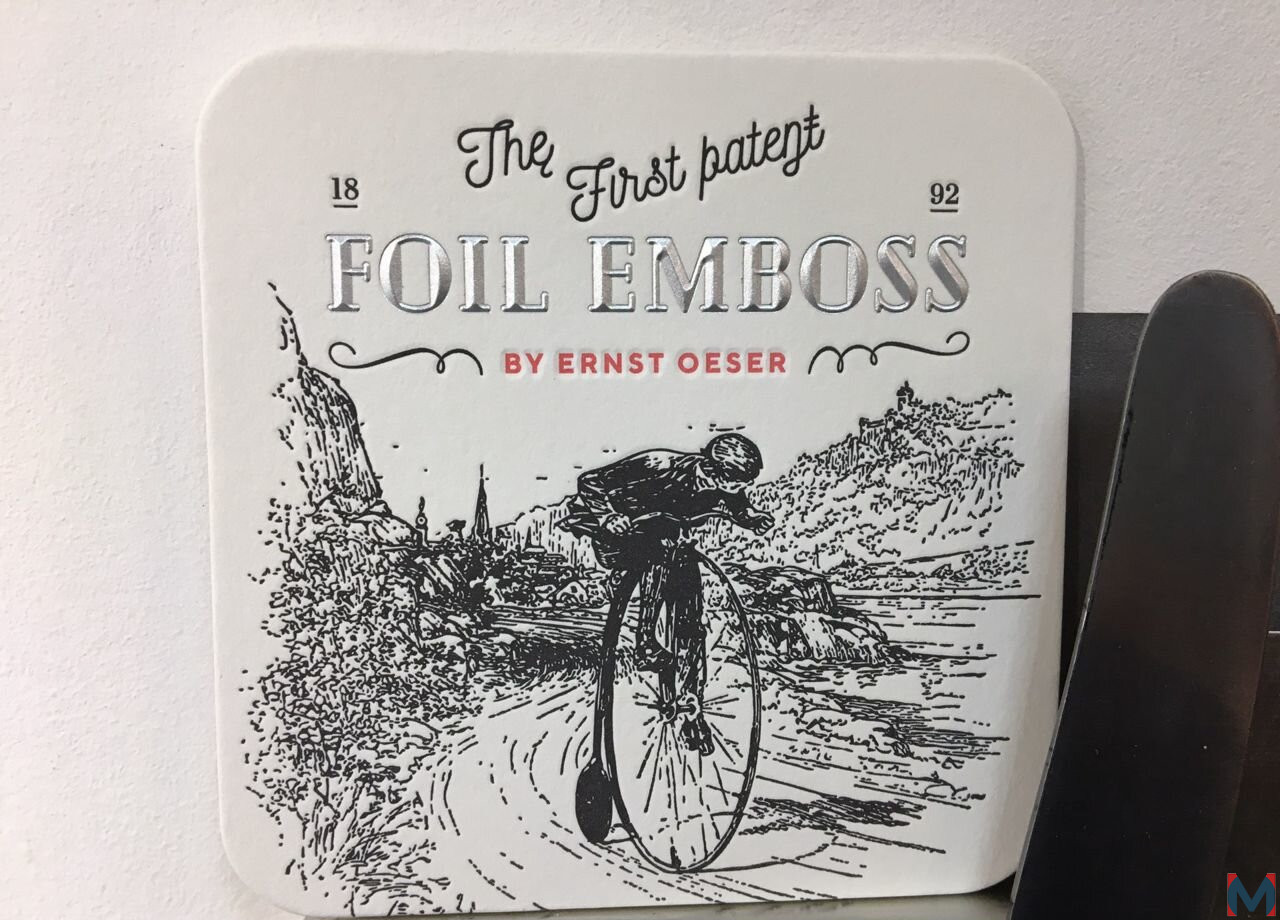 The First patent
18 92
FOIL EMBOSS
BY ERNST OESER
M